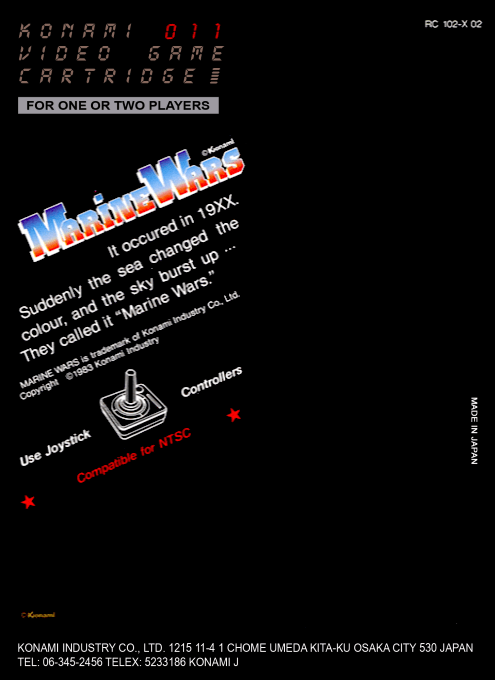 KONAMI 011
VIDEO GAME
CARTRIDGE
RC 102-X 02
FOR ONE OR TWO PLAYERS
©Konami
MARINE WARS
It occured in 19XX.
Suddenly the sea changed the
colour, and the sky burst up ...
They called it "Marine Wars."
MARINE WARS is trademark of Konami Industry Co., Ltd.
Copyright ©1983 Konami Industry
Use Joystick Controllers
Compatible for NTSC
MADE IN JAPAN
©Konami
KONAMI INDUSTRY CO., LTD. 1215 11-4 1 CHOME UMEDA KITA-KU OSAKA CITY 530 JAPAN
TEL: 06-345-2456 TELEX: 5233186 KONAMI J